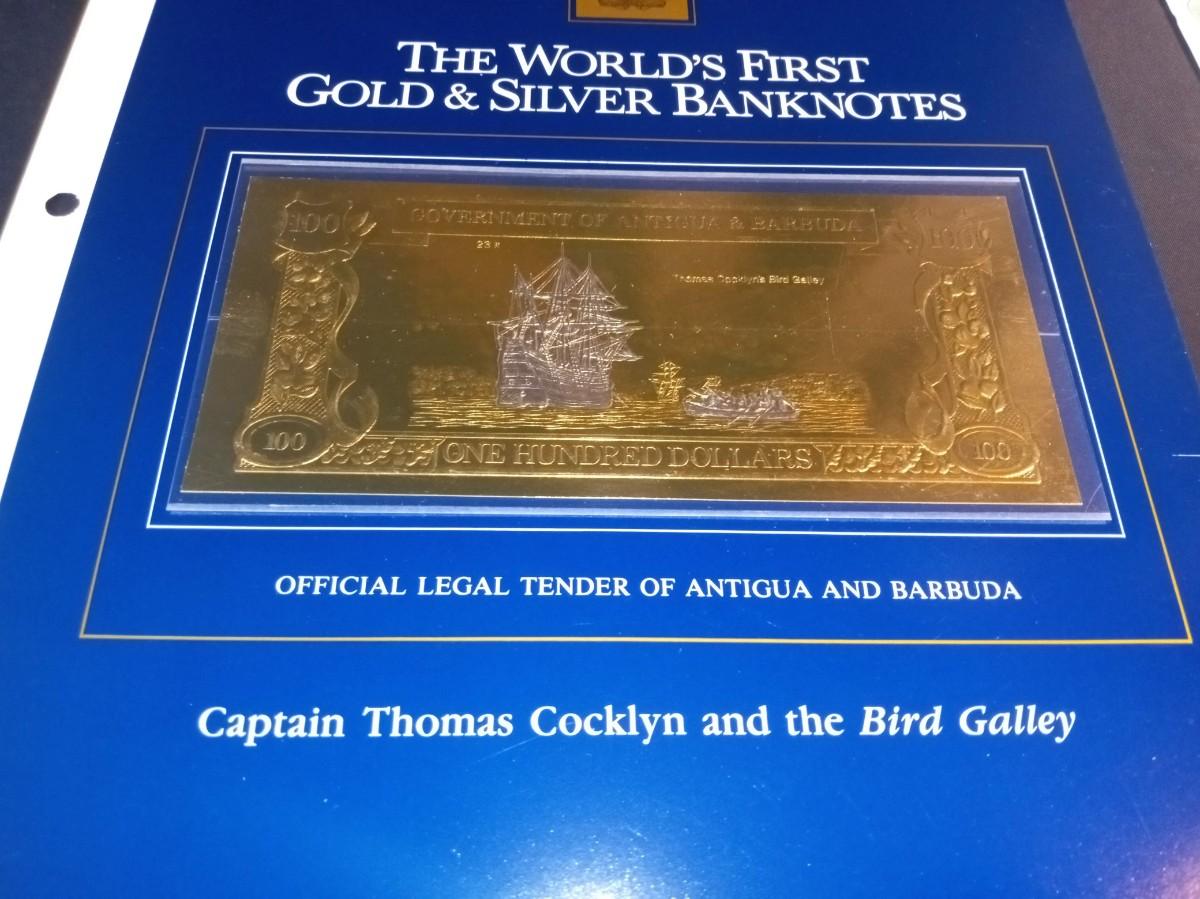 THE WORLD'S FIRST
GOLD & SILVER BANKNOTES
100
GOVERNMENT OF ANTIGUA & BARBUDA
100
23 K
Thomas Cocklyn's Bird Galley
100
ONE HUNDRED DOLLARS
100
OFFICIAL LEGAL TENDER OF ANTIGUA AND BARBUDA
Captain Thomas Cocklyn and the Bird Galley